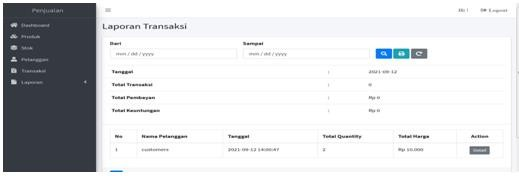 Penjualan
Hi !
Logout
Dashboard
Produk
Stok
Pelanggan
Transaksi
Laporan
Laporan Transaksi
Dari
Sampai
mm / dd / yyyy
mm / dd / yyyy
Tanggal : 2021-09-12
Total Transaksi : 0
Total Pembayan : Rp 0
Total Keuntungan : Rp 0
No Nama Pelanggan Tanggal Total Quantity Total Harga Action
1 customers 2021-09-12 14:00:47 2 Rp 10.000 Detail